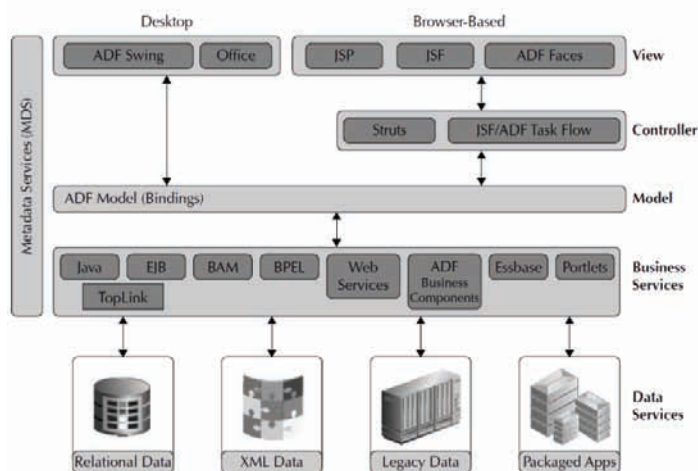 Desktop
Browser-Based
ADF Swing
Office
JSP
JSF
ADF Faces
View
Metadata Services (MDS)
Struts
JSF/ADF Task Flow
Controller
ADF Model (Bindings)
Model
Java
EJB
BAM
BPEL
Web
Services
ADF
Business
Components
Essbase
Portlets
TopLink
Business
Services
Data
Services
Relational Data
XML Data
Legacy Data
Packaged Apps